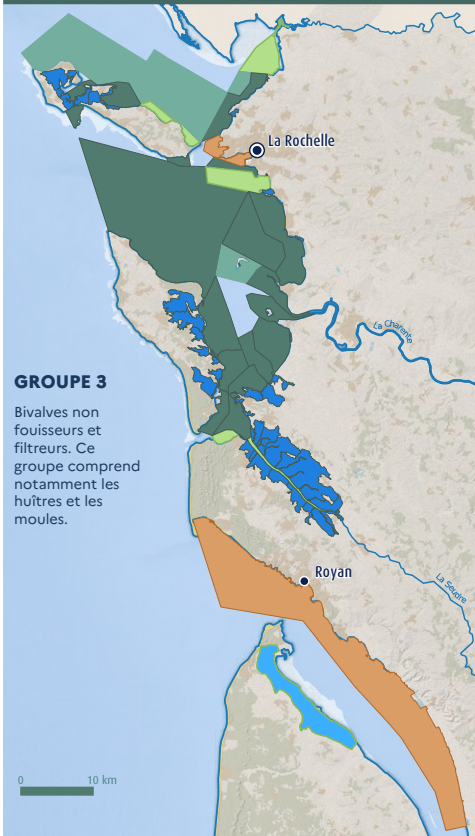 La Rochelle
La Charente
GROUPE 3
Bivalves non
fouisseurs et
filtreurs. Ce
groupe comprend
notamment les
huîtres et les
moules.
Royan
La Seudre
0 10 km